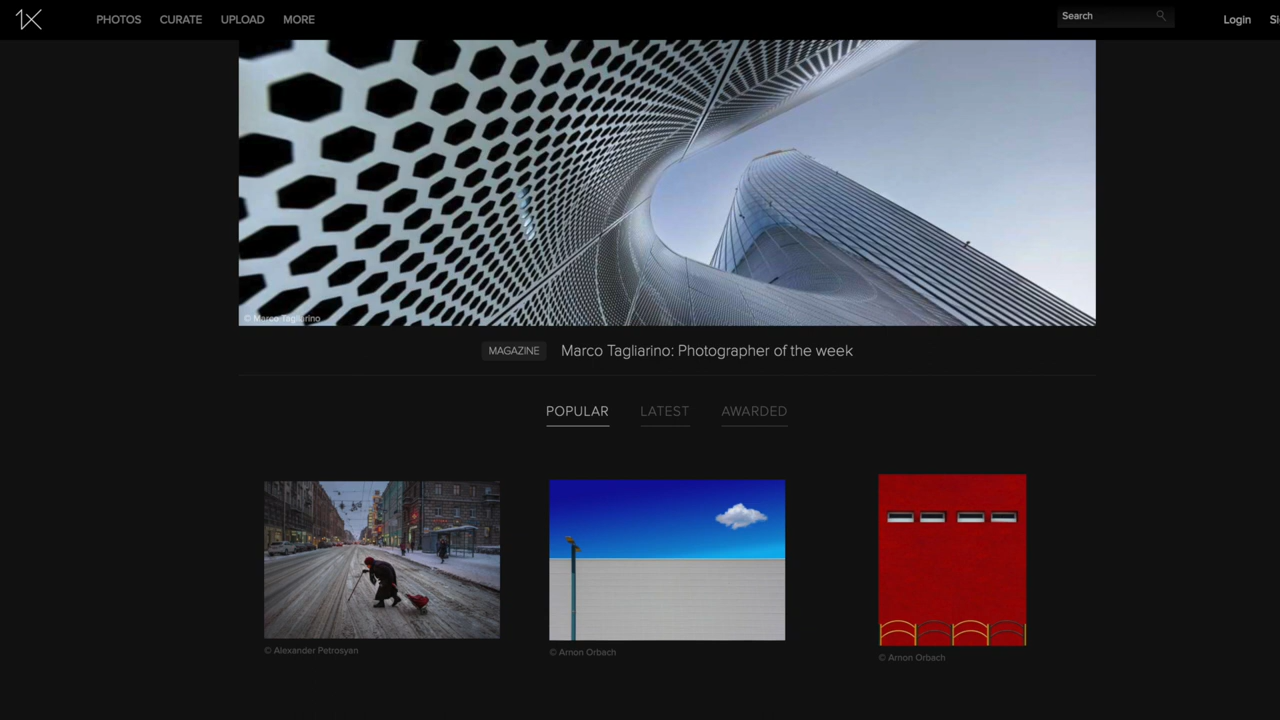 1X
PHOTOS CURATE UPLOAD MORE
Search
Login
© Marco Tagliarino
MAGAZINE Marco Tagliarino: Photographer of the week
POPULAR LATEST AWARDED
© Alexander Petrosyan
© Arnon Orbach
© Arnon Orbach